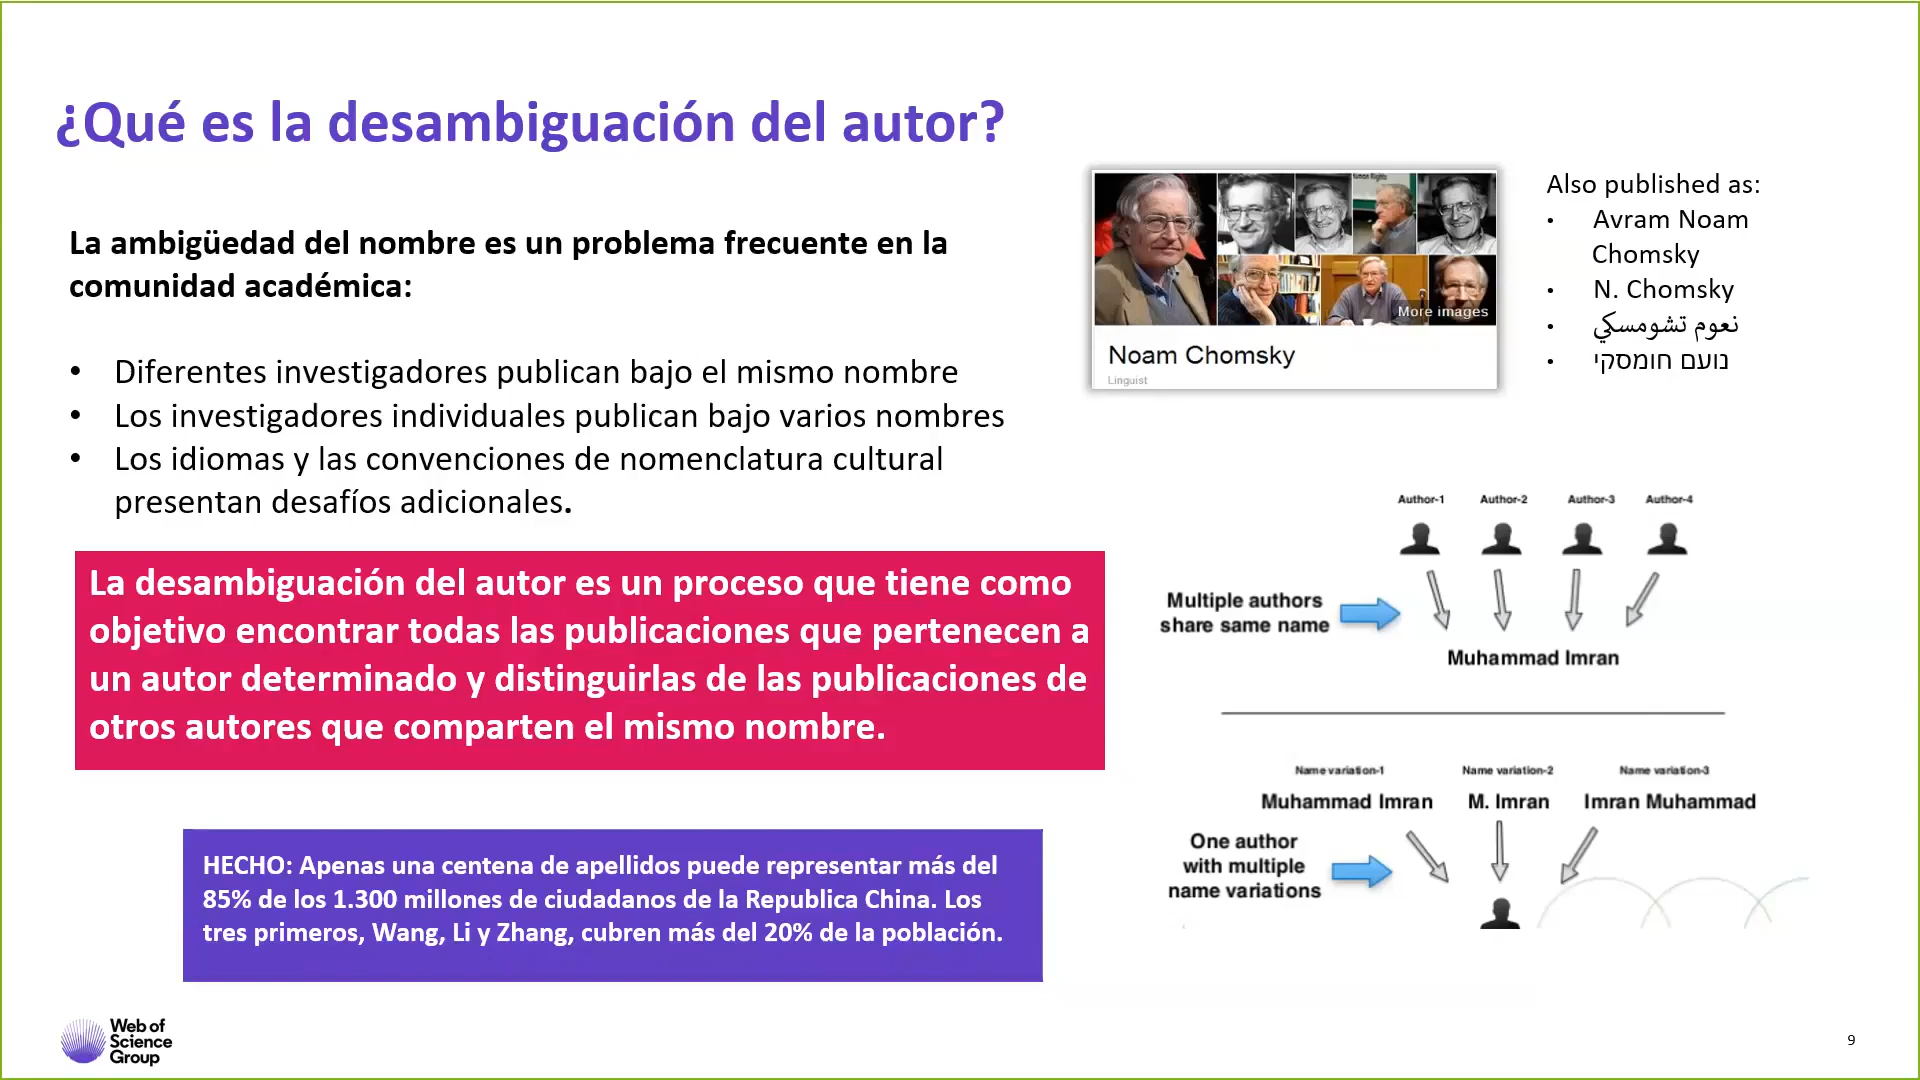 ¿Qué es la desambiguación del autor?
La ambigüedad del nombre es un problema frecuente en la
comunidad académica:
• Diferentes investigadores publican bajo el mismo nombre
• Los investigadores individuales publican bajo varios nombres
• Los idiomas y las convenciones de nomenclatura cultural
presentan desafíos adicionales.
La desambiguación del autor es un proceso que tiene como
objetivo encontrar todas las publicaciones que pertenecen a
un autor determinado y distinguirlas de las publicaciones de
otros autores que comparten el mismo nombre.
HECHO: Apenas una centena de apellidos puede representar más del
85% de los 1.300 millones de ciudadanos de la Republica China. Los
tres primeros, Wang, Li y Zhang, cubren más del 20% de la población.
Human Rights
More images
Noam Chomsky
Linguist
Also published as:
• Avram Noam
Chomsky
• N. Chomsky
• نعوم تشومسكي
• נועם חומסקי
Author-1 Author-2 Author-3 Author-4
Multiple authors
share same name
Muhammad Imran
Name variation-1 Name variation-2 Name variation-3
Muhammad Imran M. Imran Imran Muhammad
One author
with multiple
name variations
Web of
Science
Group
9